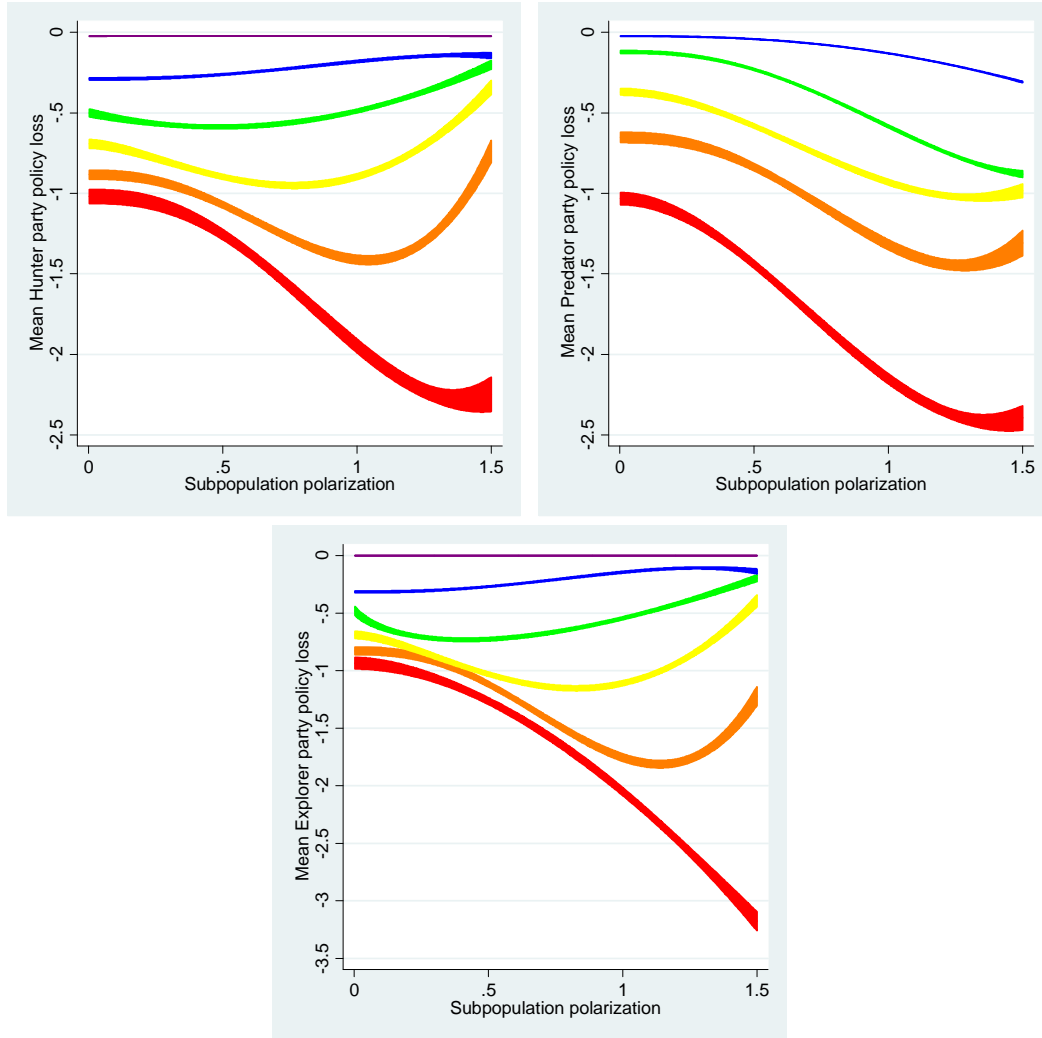 Mean Hunter party policy loss
0
-.5
-1
-1.5
-2
-2.5
0 .5 1 1.5
Subpopulation polarization
Mean Predator party policy loss
0
-.5
-1
-1.5
-2
-2.5
0 .5 1 1.5
Subpopulation polarization
Mean Explorer party policy loss
0
-.5
-1
-1.5
-2
-2.5
-3
-3.5
0 .5 1 1.5
Subpopulation polarization